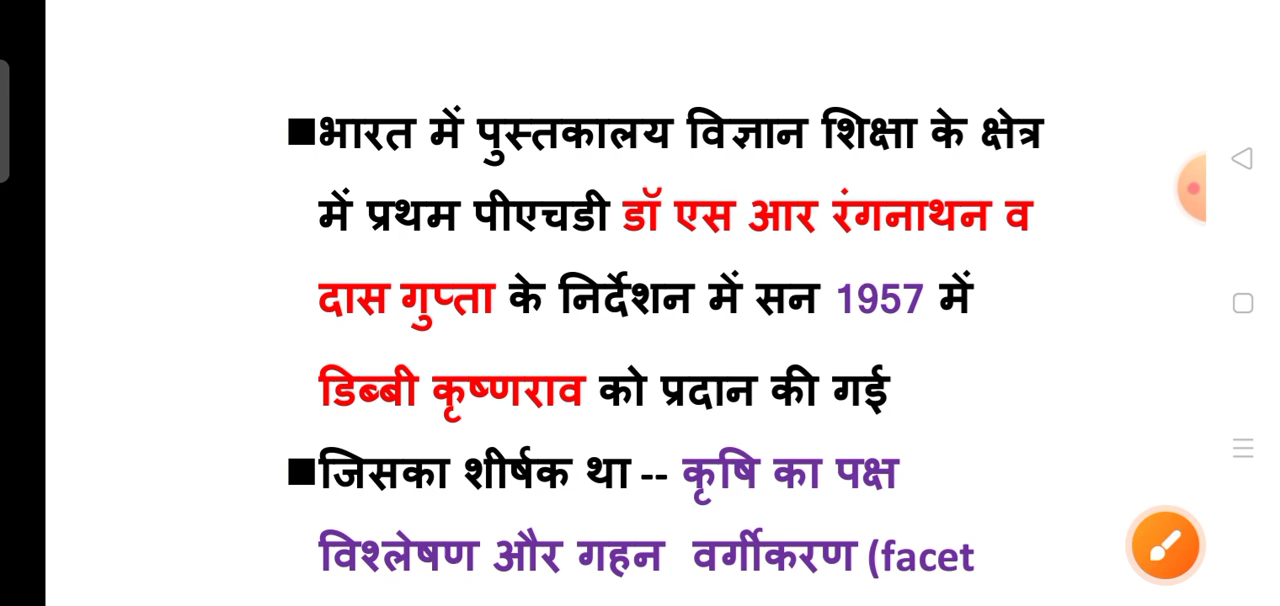 ■भारत में पुस्तकालय विज्ञान शिक्षा के क्षेत्र
में प्रथम पीएचडी डॉ एस आर रंगनाथन व
दास गुप्ता के निर्देशन में सन 1957 में
डिब्बी कृष्णराव को प्रदान की गई
■जिसका शीर्षक था -- कृषि का पक्ष
विश्लेषण और गहन वर्गीकरण (facet